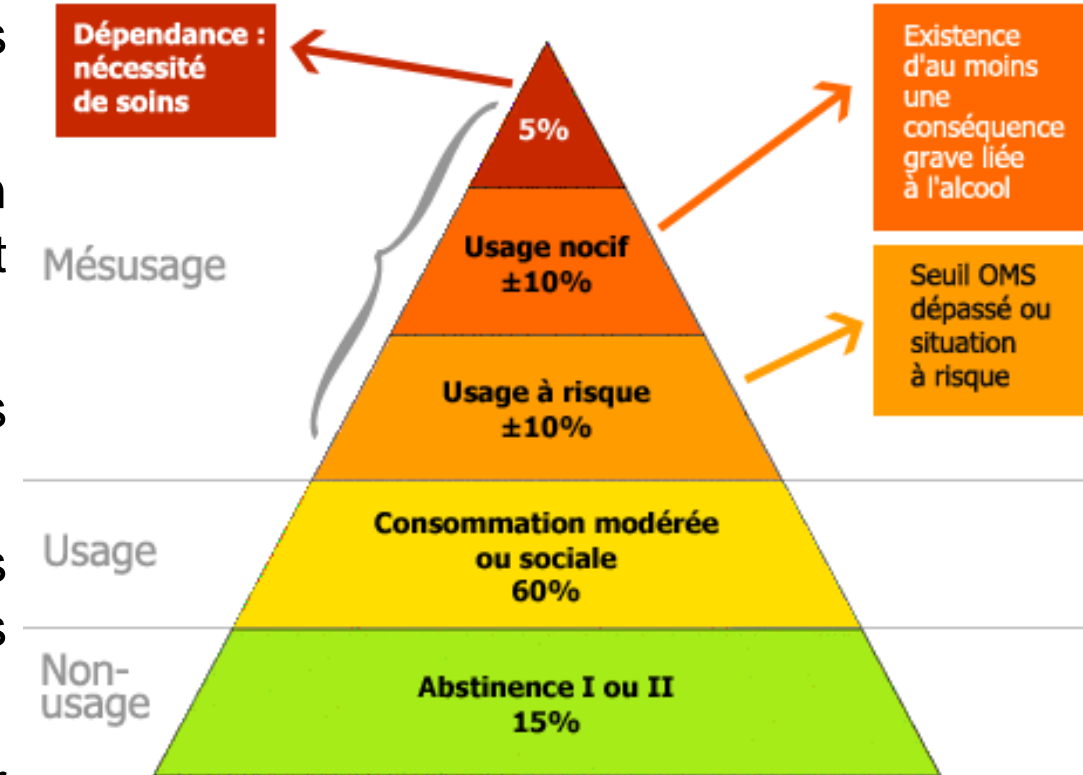 Dépendance :
nécessité
de soins
Existence
d'au moins
une
conséquence
grave liée
à l'alcool
5%
Mésusage
Usage nocif
±10%
Seuil OMS
dépassé ou
situation
à risque
Usage à risque
±10%
Usage
Consommation modérée
ou sociale
60%
Non-
usage
Abstinence I ou II
15%